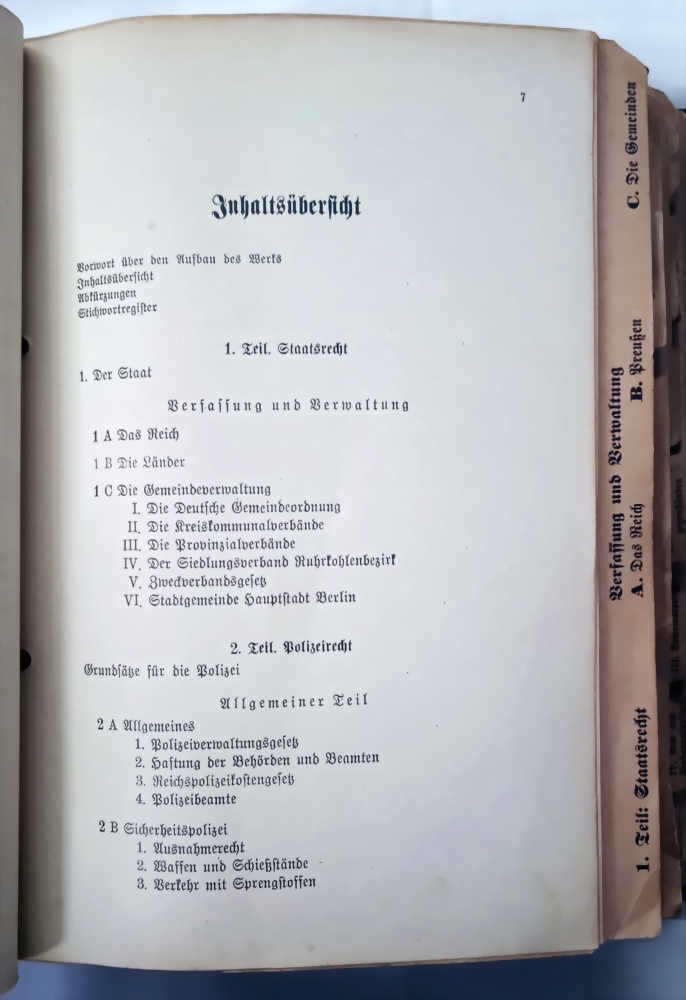 7
Inhaltsübersicht
Vorwort über den Aufbau des Werks
Inhaltsübersicht
Abkürzungen
Stichwortregister
1. Teil. Staatsrecht
1. Der Staat
Verfassung und Verwaltung
1 A Das Reich
1 B Die Länder
1 C Die Gemeindeverwaltung
I. Die Deutsche Gemeindeordnung
II. Die Kreiskommunalverbände
III. Die Provinzialverbände
IV. Der Siedlungsverband Ruhrkohlenbezirk
V. Zweckverbandsgesetz
VI. Stadtgemeinde Hauptstadt Berlin
2. Teil. Polizeirecht
Grundsätze für die Polizei
Allgemeiner Teil
2 A Allgemeines
1. Polizeiverwaltungsgesetz
2. Haftung der Behörden und Beamten
3. Reichspolizeikostengesetz
4. Polizeibeamte
2 B Sicherheitspolizei
1. Ausnahmerecht
2. Waffen und Schießstände
3. Verkehr mit Sprengstoffen
1. Teil: Staatsrecht
Verfassung und Verwaltung
A. Das Reich
B. Preußen
C. Die Gemeinden